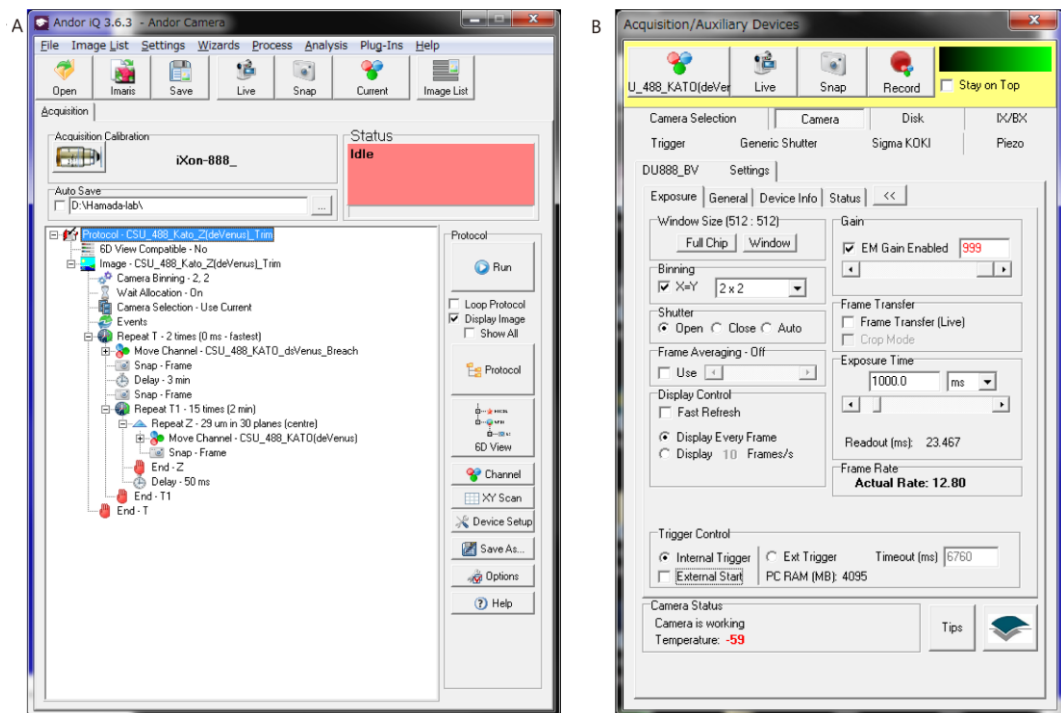 A
Andor iQ 3.6.3 - Andor Camera
File Image List Settings Wizards Process Analysis Plug-Ins Help
Open Imaris Save Live Snap Current Image List
Acquisition
Acquisition Calibration
iXon-888_
Status
Idle
Auto Save
D:\Hamada-lab\
...
Protocol - CSU_488_Kato_Z(deVenus)_Trim
6D View Compatible - No
Image - CSU_488_Kato_Z(deVenus)_Trim
Camera Binning - 2, 2
Wait Allocation - On
Camera Selection - Use Current
Events
Repeat T - 2 times (0 ms - fastest)
Move Channel - CSU_488_KATO_dsVenus_Breach
Snap - Frame
Delay - 3 min
Snap - Frame
Repeat T1 - 15 times (2 min)
Repeat Z - 29 um in 30 planes (centre)
Move Channel - CSU_488_KATO(deVenus)
Snap - Frame
End - Z
Delay - 50 ms
End - T1
End - T
Protocol
Run
Loop Protocol
Display Image
Show All
Protocol
6D View
Channel
XY Scan
Device Setup
Save As...
Options
Help
B
Acquisition/Auxiliary Devices
U_488_KATO(deVer Live Snap Record Stay on Top
Camera Selection Camera Disk IX/BX
Trigger Generic Shutter Sigma KOKI Piezo
DU888_BV Settings
Exposure General Device Info Status <<
Window Size (512 : 512)
Full Chip Window
Binning
X=Y 2 x 2
Shutter
Open Close Auto
Frame Averaging - Off
Use
Display Control
Fast Refresh
Display Every Frame
Display 10 Frames/s
Gain
EM Gain Enabled 999
Frame Transfer
Frame Transfer (Live)
Crop Mode
Exposure Time
1000.0 ms
Readout (ms): 23.467
Frame Rate
Actual Rate: 12.80
Trigger Control
Internal Trigger Ext Trigger Timeout (ms) 6760
External Start PC RAM (MB): 4095
Camera Status
Camera is working
Temperature: -59
Tips